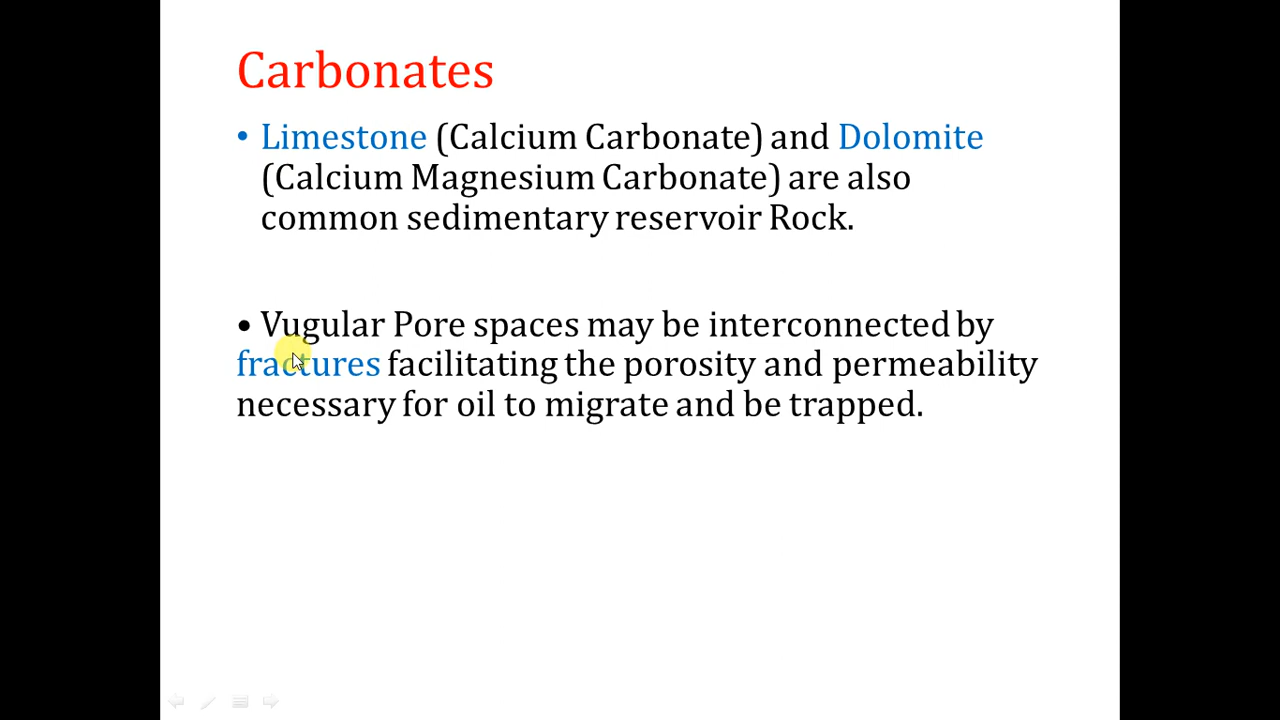 Carbonates
• Limestone (Calcium Carbonate) and Dolomite
(Calcium Magnesium Carbonate) are also
common sedimentary reservoir Rock.
• Vugular Pore spaces may be interconnected by
fractures facilitating the porosity and permeability
necessary for oil to migrate and be trapped.